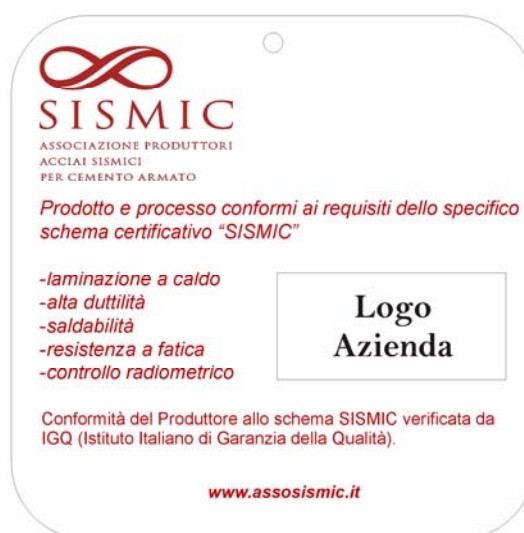 SISMIC
ASSOCIAZIONE PRODUTTORI
ACCIAI SISMICI
PER CEMENTO ARMATO
Prodotto e processo conformi ai requisiti dello specifico
schema certificativo “SISMIC”
-laminazione a caldo
-alta duttilità
-saldabilità
-resistenza a fatica
-controllo radiometrico
Logo
Azienda
Conformità del Produttore allo schema SISMIC verificata da
IGQ (Istituto Italiano di Garanzia della Qualità).
www.assosismic.it